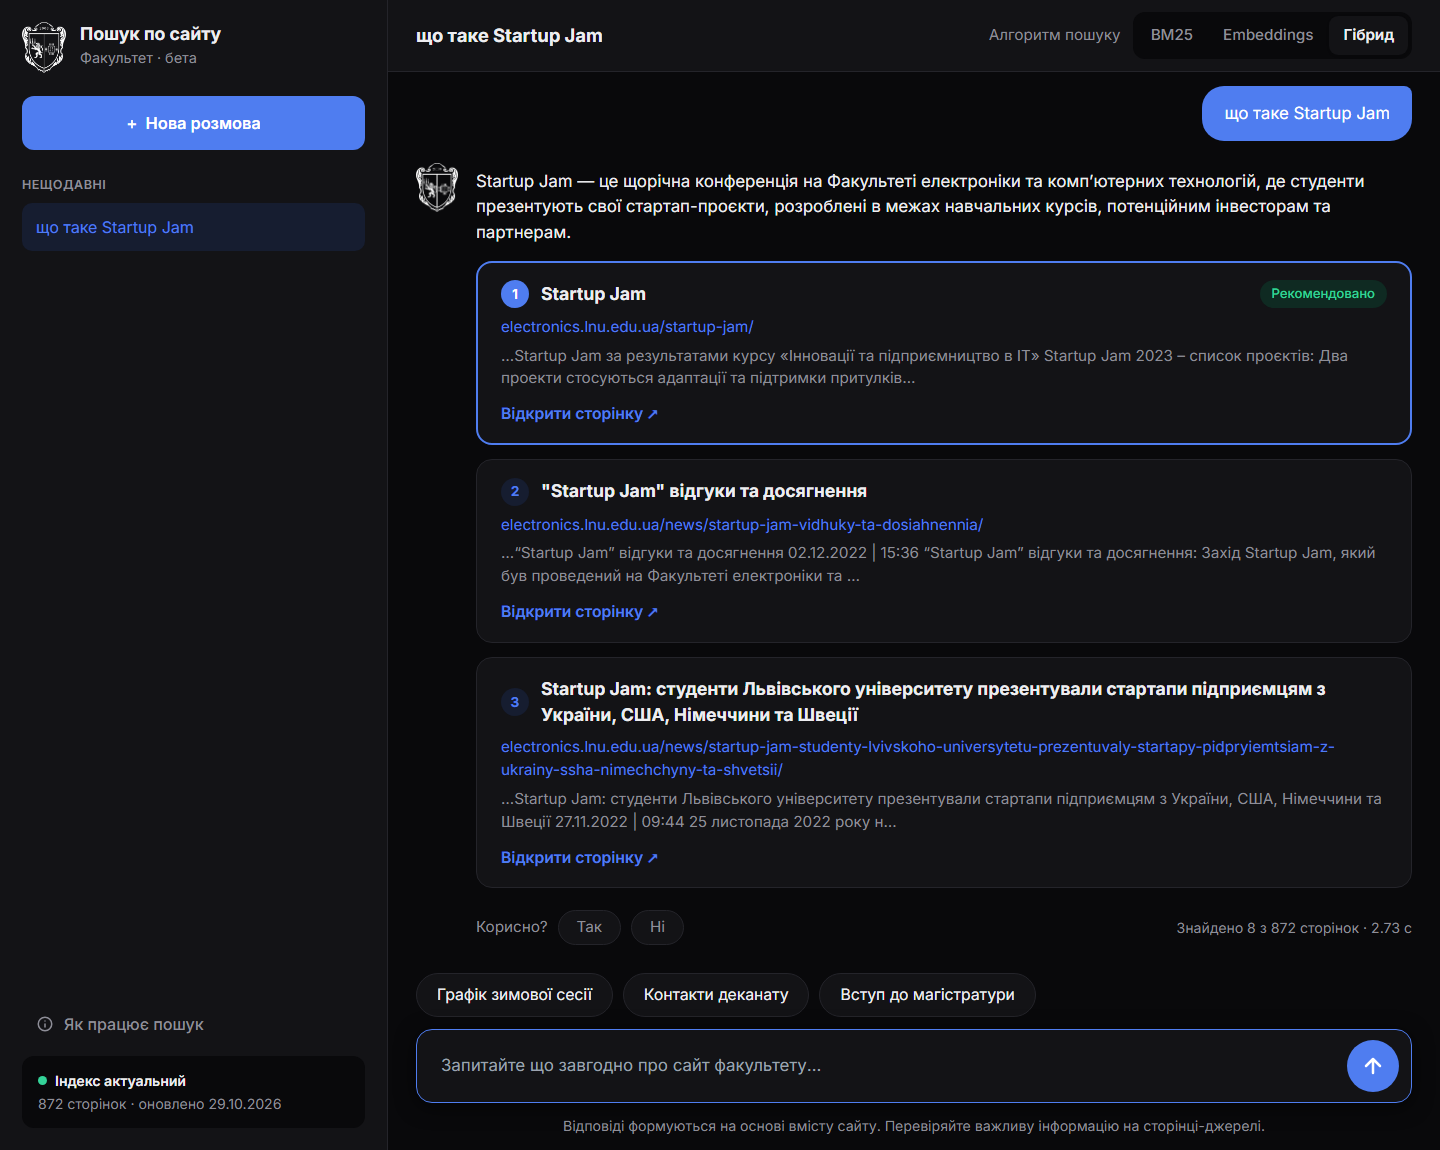 Пошук по сайту
Факультет · бета
+ Нова розмова
НЕЩОДАВНІ
що таке Startup Jam
Як працює пошук
Індекс актуальний
872 сторінок · оновлено 29.10.2026
що таке Startup Jam
Алгоритм пошуку
BM25
Embeddings
Гібрид
що таке Startup Jam
Startup Jam — це щорічна конференція на Факультеті електроніки та комп’ютерних технологій, де студенти
презентують свої стартап-проєкти, розроблені в межах навчальних курсів, потенційним інвесторам та
партнерам.
1
Startup Jam
Рекомендовано
electronics.lnu.edu.ua/startup-jam/
...Startup Jam за результатами курсу «Інновації та підприємництво в ІТ» Startup Jam 2023 – список проєктів: Два
проекти стосуються адаптації та підтримки притулків...
Відкрити сторінку ↗
2
"Startup Jam" відгуки та досягнення
electronics.lnu.edu.ua/news/startup-jam-vidhuky-ta-dosiahnennia/
...“Startup Jam” відгуки та досягнення 02.12.2022 | 15:36 “Startup Jam” відгуки та досягнення: Захід Startup Jam, який
був проведений на Факультеті електроніки та ...
Відкрити сторінку ↗
3
Startup Jam: студенти Львівського університету презентували стартапи підприємцям з
України, США, Німеччини та Швеції
electronics.lnu.edu.ua/news/startup-jam-studenty-lvivskoho-universytetu-prezentuvaly-startapy-pidpryiemtsiam-z-
ukrainy-ssha-nimechchyny-ta-shvetsii/
...Startup Jam: студенти Львівського університету презентували стартапи підприємцям з України, США, Німеччини та
Швеції 27.11.2022 | 09:44 25 листопада 2022 року н...
Відкрити сторінку ↗
Корисно?
Так
Ні
Знайдено 8 з 872 сторінок · 2.73 с
Графік зимової сесії
Контакти деканату
Вступ до магістратури
Запитайте що завгодно про сайт факультету...
Відповіді формуються на основі вмісту сайту. Перевіряйте важливу інформацію на сторінці-джерелі.